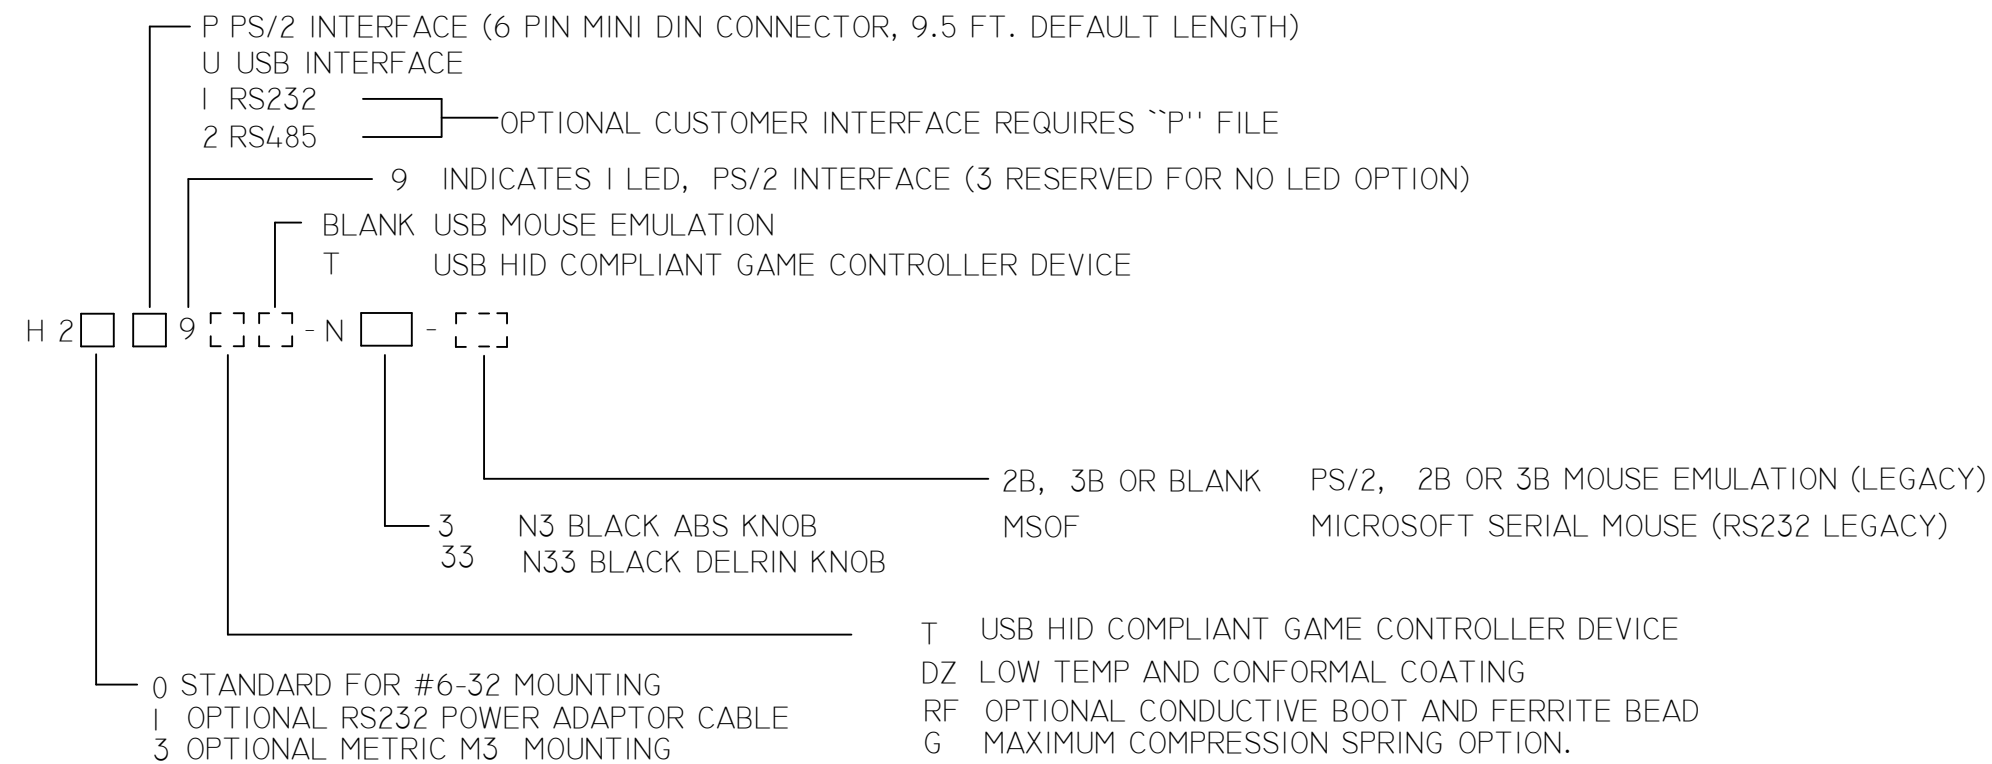 P PS/2 INTERFACE (6 PIN MINI DIN CONNECTOR, 9.5 FT. DEFAULT LENGTH)
U USB INTERFACE
1 RS232
2 RS485
OPTIONAL CUSTOMER INTERFACE REQUIRES ``P'' FILE
9 INDICATES 1 LED, PS/2 INTERFACE (3 RESERVED FOR NO LED OPTION)
BLANK USB MOUSE EMULATION
T USB HID COMPLIANT GAME CONTROLLER DEVICE
H 2 9 - N -
2B, 3B OR BLANK PS/2, 2B OR 3B MOUSE EMULATION (LEGACY)
MSOF MICROSOFT SERIAL MOUSE (RS232 LEGACY)
3 N3 BLACK ABS KNOB
33 N33 BLACK DELRIN KNOB
T USB HID COMPLIANT GAME CONTROLLER DEVICE
DZ LOW TEMP AND CONFORMAL COATING
RF OPTIONAL CONDUCTIVE BOOT AND FERRITE BEAD
G MAXIMUM COMPRESSION SPRING OPTION.
0 STANDARD FOR #6-32 MOUNTING
1 OPTIONAL RS232 POWER ADAPTOR CABLE
3 OPTIONAL METRIC M3 MOUNTING